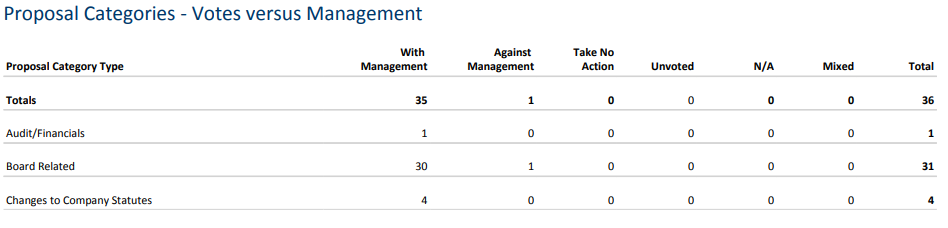 Proposal Categories - Votes versus Management
Proposal Category Type With Management Against Management Take No Action Unvoted N/A Mixed Total
Totals 35 1 0 0 0 0 36
Audit/Financials 1 0 0 0 0 0 1
Board Related 30 1 0 0 0 0 31
Changes to Company Statutes 4 0 0 0 0 0 4